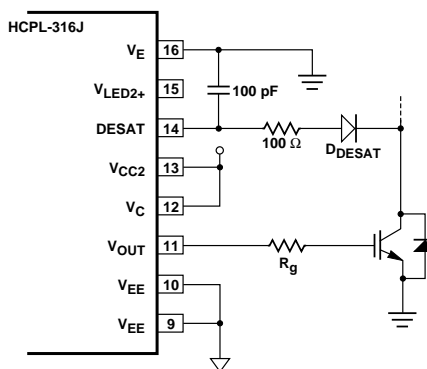 HCPL-316J
VE 16
VLED2+ 15
100 pF
DESAT 14
100 Ω
DDESAT
VCC2 13
VC 12
VOUT 11
Rg
VEE 10
VEE 9